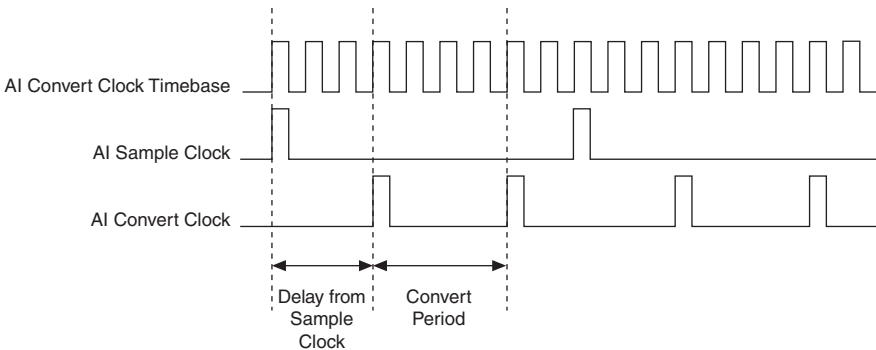 AI Convert Clock Timebase
AI Sample Clock
AI Convert Clock
Delay from
Sample
Clock
Convert
Period